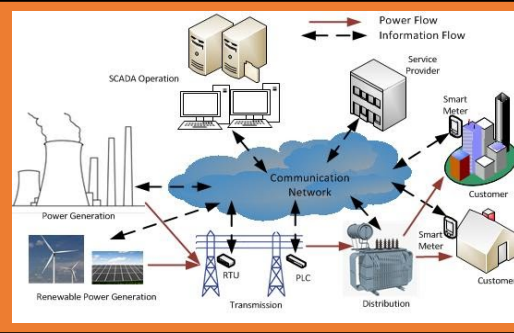 Power Flow
Information Flow
SCADA Operation
Service
Provider
Smart
Meter
Communication
Network
Customer
Power Generation
Smart
Meter
RTU
PLC
Renewable Power Generation
Transmission
Distribution
Customer